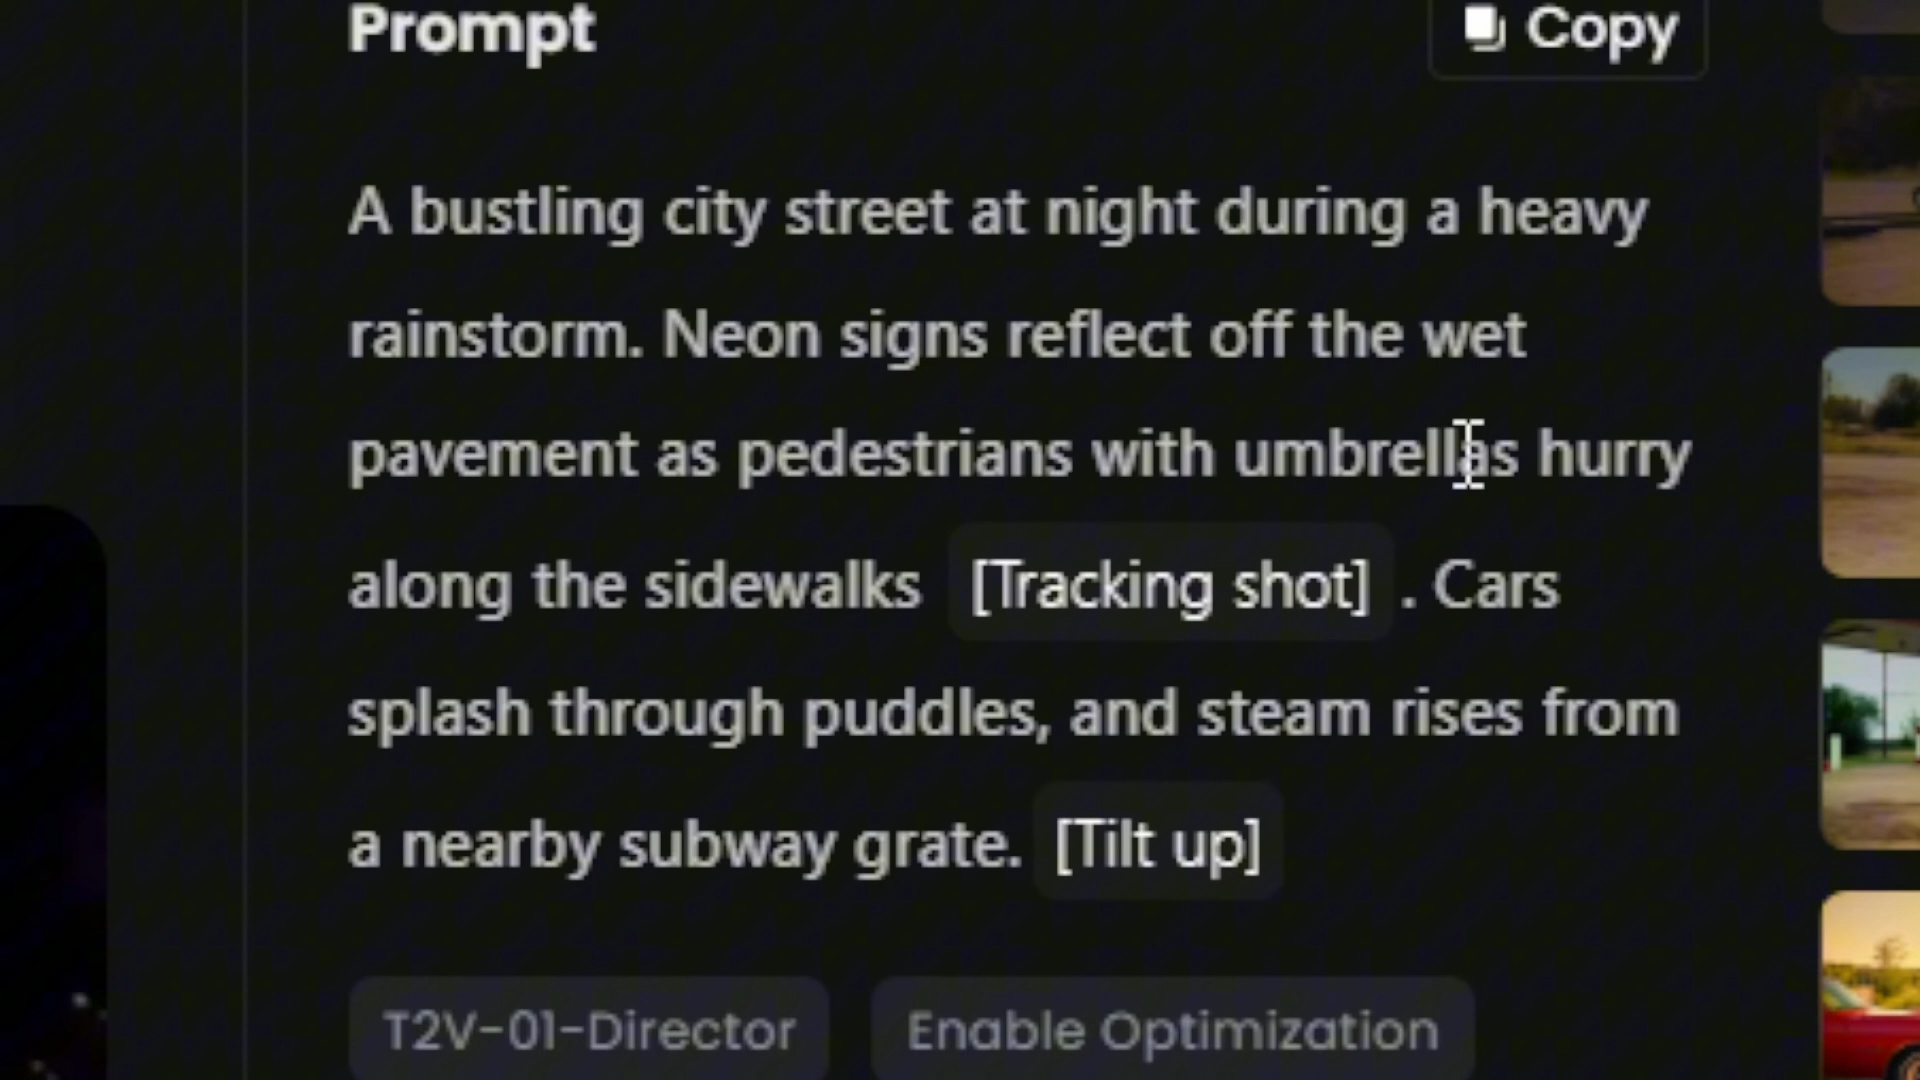 Prompt
Copy
A bustling city street at night during a heavy
rainstorm. Neon signs reflect off the wet
pavement as pedestrians with umbrellas hurry
along the sidewalks [Tracking shot] . Cars
splash through puddles, and steam rises from
a nearby subway grate. [Tilt up]
T2V-01-Director
Enable Optimization